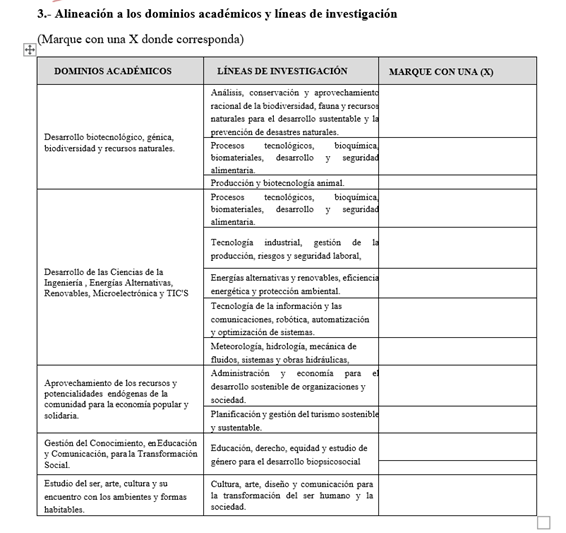 3.- Alineación a los dominios académicos y líneas de investigación
(Marque con una X donde corresponda)
DOMINIOS ACADÉMICOS
LÍNEAS DE INVESTIGACIÓN
MARQUE CON UNA (X)
Desarrollo biotecnológico, génica,
biodiversidad y recursos naturales.
Análisis, conservación y aprovechamiento
racional de la biodiversidad, fauna y recursos
naturales para el desarrollo sustentable y la
prevención de desastres naturales.
Procesos tecnológicos, bioquímica,
biomateriales, desarrollo y seguridad
alimentaria.
Producción y biotecnología animal.
Desarrollo de las Ciencias de la
Ingeniería , Energías Alternativas,
Renovables, Microelectrónica y TIC'S
Procesos tecnológicos, bioquímica,
biomateriales, desarrollo y seguridad
alimentaria.
Tecnología industrial, gestión de la
producción, riesgos y seguridad laboral,
Energías alternativas y renovables, eficiencia
energética y protección ambiental.
Tecnología de la información y las
comunicaciones, robótica, automatización
y optimización de sistemas.
Meteorología, hidrología, mecánica de
fluidos, sistemas y obras hidráulicas,
Aprovechamiento de los recursos y
potencialidades endógenas de la
comunidad para la economía popular y
solidaria.
Administración y economía para el
desarrollo sostenible de organizaciones y
sociedad.
Planificación y gestión del turismo sostenible
y sustentable.
Gestión del Conocimiento, en Educación
y Comunicación, para la Transformación
Social.
Educación, derecho, equidad y estudio de
género para el desarrollo biopsicosocial
Estudio del ser, arte, cultura y su
encuentro con los ambientes y formas
habitables.
Cultura, arte, diseño y comunicación para
la transformación del ser humano y la
sociedad.